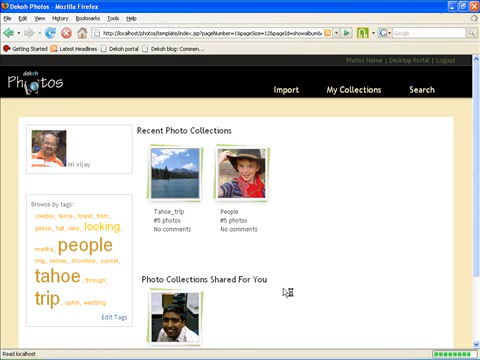 Dekoh Photos - Mozilla Firefox
File Edit View History Bookmarks Tools Help
http://localhost/photos/template/index.jsp?pageNumber=1&pageSize=12&pageId=showalbum
Google
Getting Started Latest Headlines Dekoh portal Dekoh blog: Commen...
Photos Home | Desktop Portal | Logout
dekoh
Photos
Import My Collections Search
Hi vijay
Recent Photo Collections
Tahoe_trip People
#5 photos #5 photos
No comments No comments
Browse by tags:
cowboy, fence, forest, from,
geese, hat, lake, looking,
martha, people,
ring, selsey, shoreline, sunset,
tahoe, through,
trip, uphill, wedding
Edit Tags
Photo Collections Shared For You
Read localhost